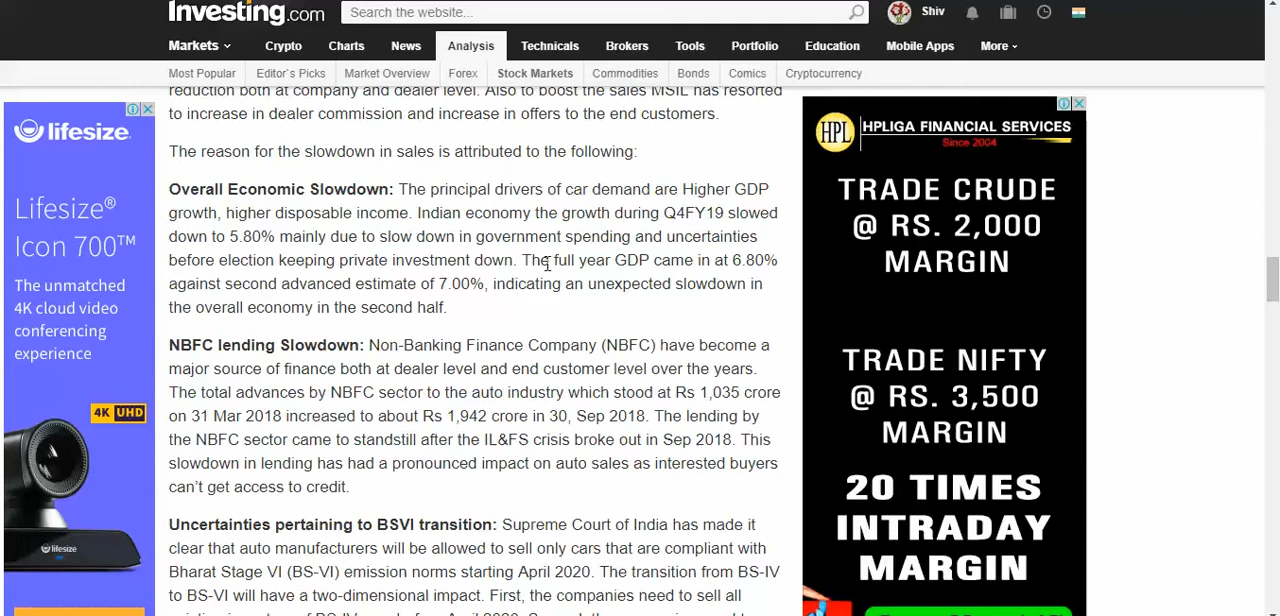 Investing.com
Search the website...
Shiv
Markets
Crypto
Charts
News
Analysis
Technicals
Brokers
Tools
Portfolio
Education
Mobile Apps
More
Most Popular
Editor`s Picks
Market Overview
Forex
Stock Markets
Commodities
Bonds
Comics
Cryptocurrency
lifesize
Lifesize®
Icon 700™
The unmatched
4K cloud video
conferencing
experience
4K UHD
lifesize
reduction both at company and dealer level. Also to boost the sales MSIL has resorted
to increase in dealer commission and increase in offers to the end customers.
The reason for the slowdown in sales is attributed to the following:
Overall Economic Slowdown: The principal drivers of car demand are Higher GDP
growth, higher disposable income. Indian economy the growth during Q4FY19 slowed
down to 5.80% mainly due to slow down in government spending and uncertainties
before election keeping private investment down. The full year GDP came in at 6.80%
against second advanced estimate of 7.00%, indicating an unexpected slowdown in
the overall economy in the second half.
NBFC lending Slowdown: Non-Banking Finance Company (NBFC) have become a
major source of finance both at dealer level and end customer level over the years.
The total advances by NBFC sector to the auto industry which stood at Rs 1,035 crore
on 31 Mar 2018 increased to about Rs 1,942 crore in 30, Sep 2018. The lending by
the NBFC sector came to standstill after the IL&FS crisis broke out in Sep 2018. This
slowdown in lending has had a pronounced impact on auto sales as interested buyers
can't get access to credit.
Uncertainties pertaining to BSVI transition: Supreme Court of India has made it
clear that auto manufacturers will be allowed to sell only cars that are compliant with
Bharat Stage VI (BS-VI) emission norms starting April 2020. The transition from BS-IV
to BS-VI will have a two-dimensional impact. First, the companies need to sell all
HPL
HPLIGA FINANCIAL SERVICES
Since 2004
TRADE CRUDE
@ RS. 2,000
MARGIN
TRADE NIFTY
@ RS. 3,500
MARGIN
20 TIMES
INTRADAY
MARGIN